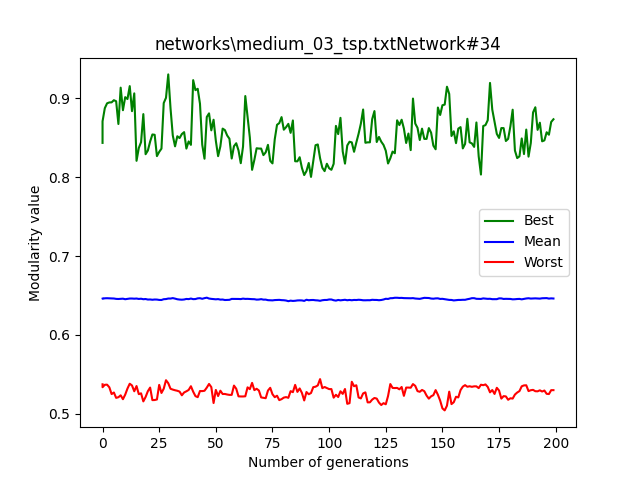 networks\medium_03_tsp.txtNetwork#34
Modularity value
0.9
0.8
0.7
0.6
0.5
Best
Mean
Worst
0 25 50 75 100 125 150 175 200
Number of generations